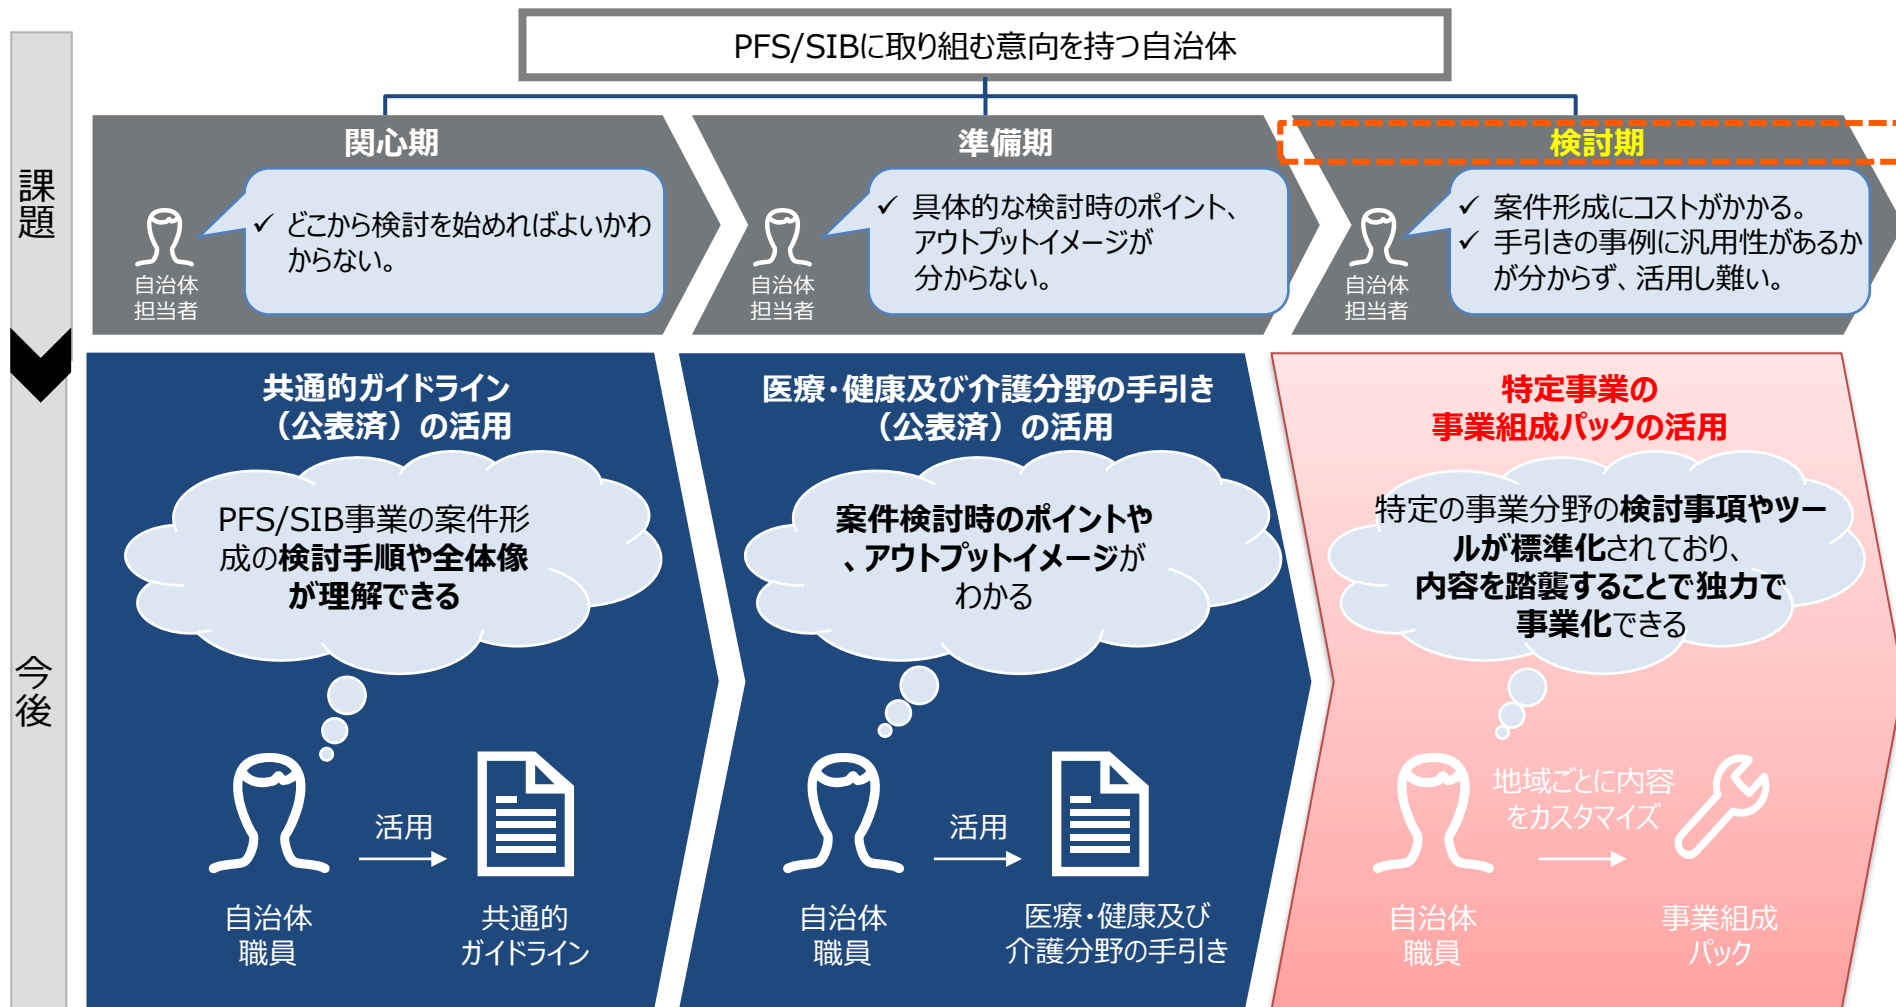 PFS/SIBに取り組む意向を持つ自治体
課題
関心期
✓ どこから検討を始めればよいかわ
からない。
自治体
担当者
準備期
✓ 具体的な検討時のポイント、
アウトプットイメージが
分からない。
自治体
担当者
検討期
✓ 案件形成にコストがかかる。
✓ 手引きの事例に汎用性があるか
が分からず、活用し難い。
自治体
担当者
今後
共通的ガイドライン
（公表済）の活用
PFS/SIB事業の案件形
成の検討手順や全体像
が理解できる
活用
自治体
職員
共通的
ガイドライン
医療・健康及び介護分野の手引き
（公表済）の活用
案件検討時のポイントや
、アウトプットイメージが
わかる
活用
自治体
職員
医療・健康及び
介護分野の手引き
特定事業の
事業組成パックの活用
特定の事業分野の検討事項やツー
ルが標準化されており、
内容を踏襲することで独力で
事業化できる
地域ごとに内容
をカスタマイズ
自治体
職員
事業組成
パック